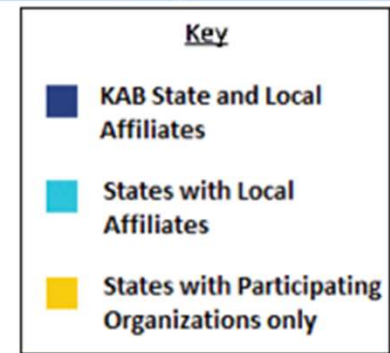 Key
KAB State and Local
Affiliates
States with Local
Affiliates
States with Participating
Organizations only